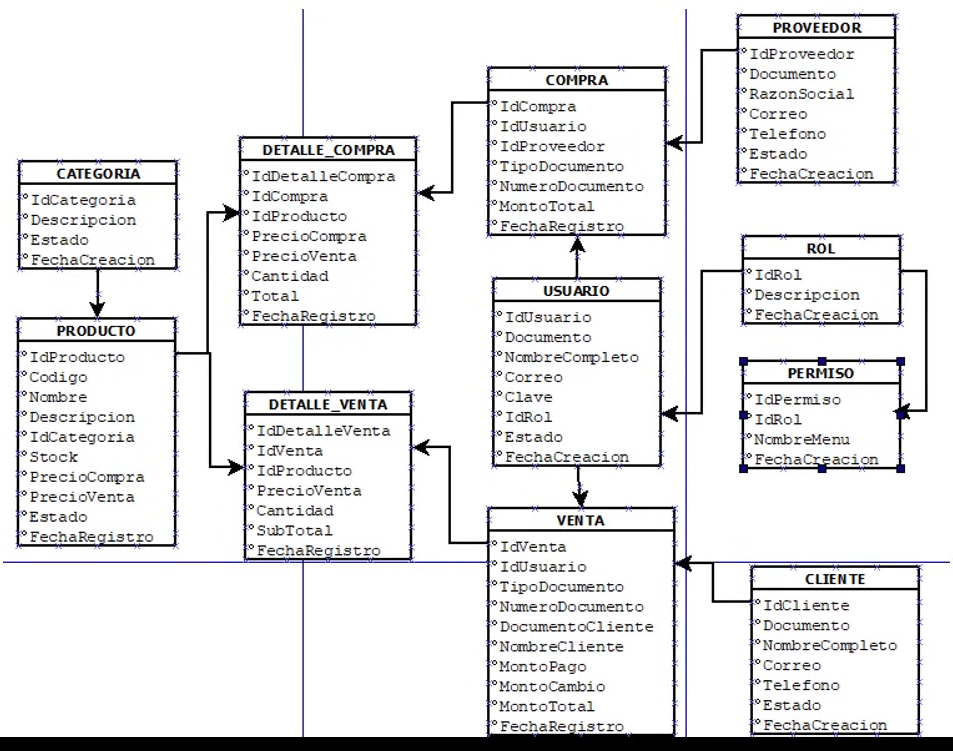 PROVEEDOR
IdProveedor
Documento
RazonSocial
Correo
Telefono
Estado
FechaCreacion
COMPRA
IdCompra
IdUsuario
IdProveedor
TipoDocumento
NumeroDocumento
MontoTotal
FechaRegistro
DETALLE_COMPRA
IdDetalleCompra
IdCompra
IdProducto
PrecioCompra
PrecioVenta
Cantidad
Total
FechaRegistro
CATEGORIA
IdCategoria
Descripcion
Estado
FechaCreacion
ROL
IdRol
Descripcion
FechaCreacion
USUARIO
IdUsuario
Documento
NombreCompleto
Correo
Clave
IdRol
Estado
FechaCreacion
PRODUCTO
IdProducto
Codigo
Nombre
Descripcion
IdCategoria
Stock
PrecioCompra
PrecioVenta
Estado
FechaRegistro
PERMISO
IdPermiso
IdRol
NombreMenu
FechaCreacion
DETALLE_VENTA
IdDetalleVenta
IdVenta
IdProducto
PrecioVenta
Cantidad
SubTotal
FechaRegistro
VENTA
IdVenta
IdUsuario
TipoDocumento
NumeroDocumento
DocumentoCliente
NombreCliente
MontoPago
MontoCambio
MontoTotal
FechaRegistro
CLIENTE
IdCliente
Documento
NombreCompleto
Correo
Telefono
Estado
FechaCreacion